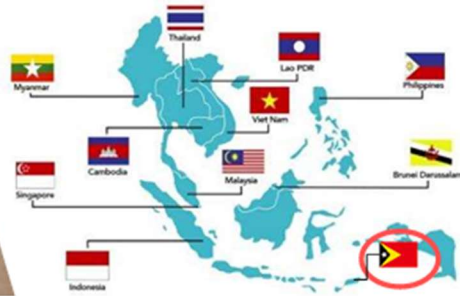 Thailand
Lao PDR
Myanmar
Philippines
Viet Nam
Cambodia
Malaysia
Brunei Darussalam
Singapore
Indonesia